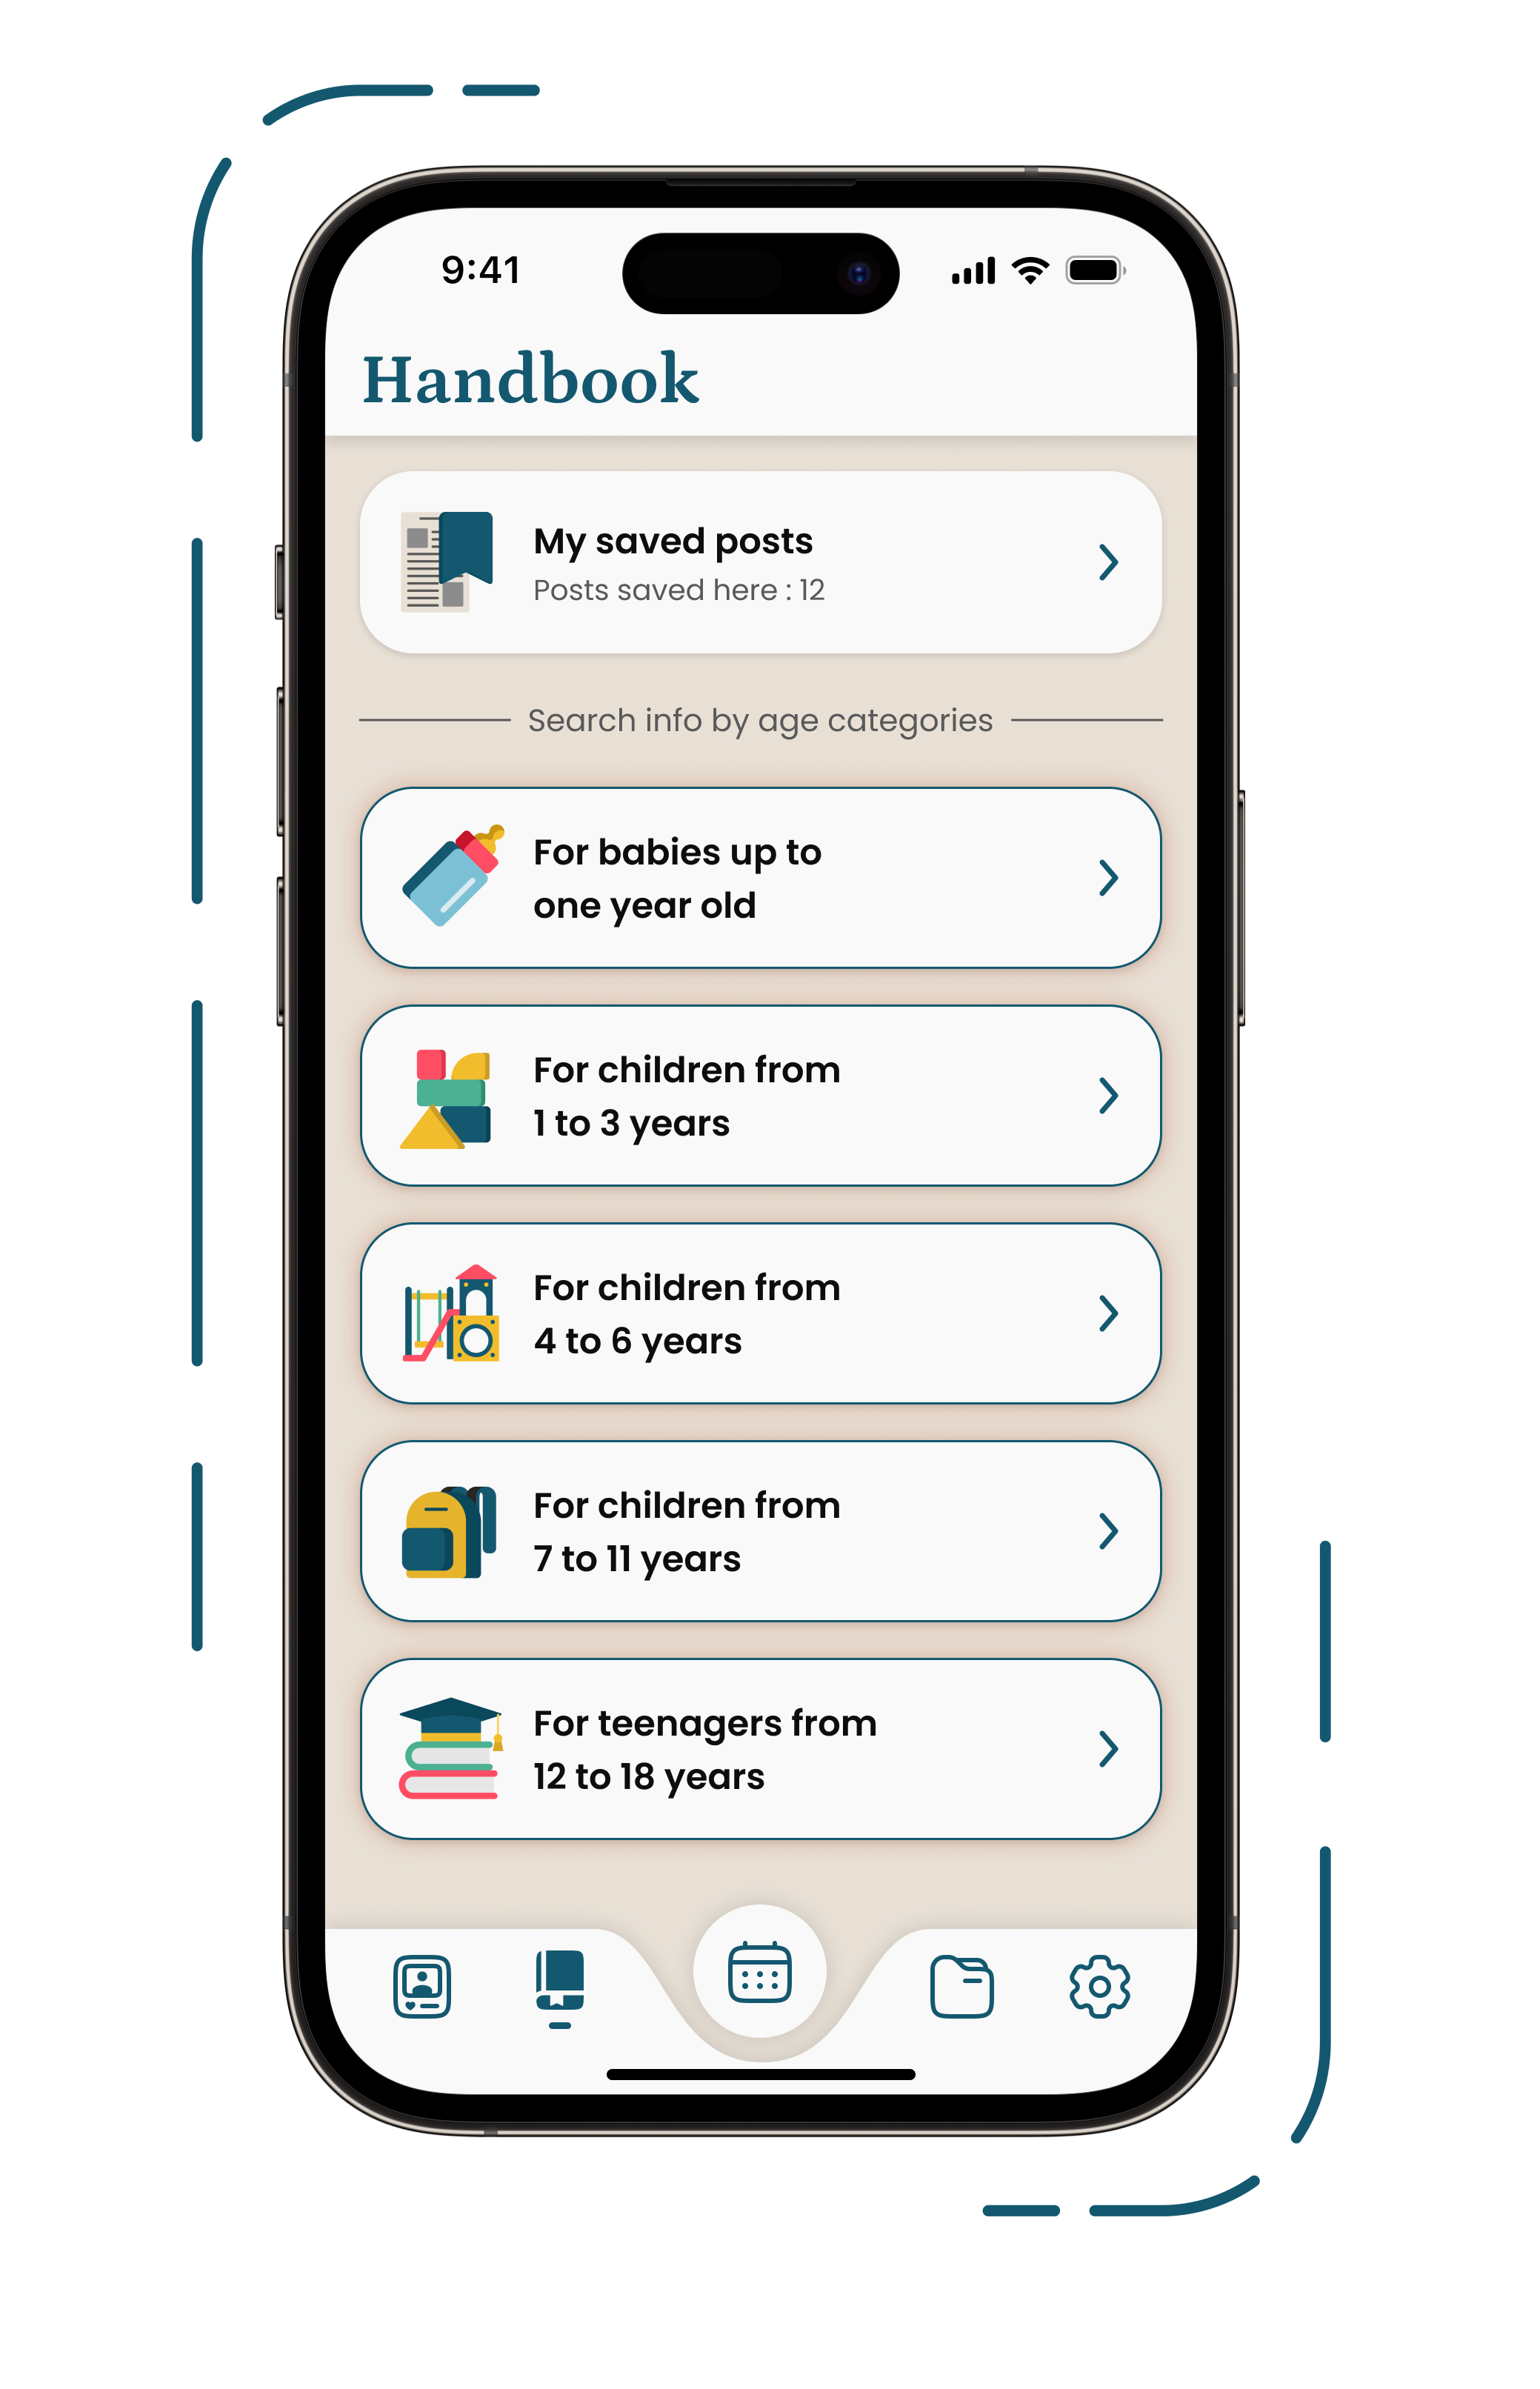 9:41
Handbook
My saved posts
Posts saved here : 12
Search info by age categories
For babies up to
one year old
For children from
1 to 3 years
For children from
4 to 6 years
For children from
7 to 11 years
For teenagers from
12 to 18 years